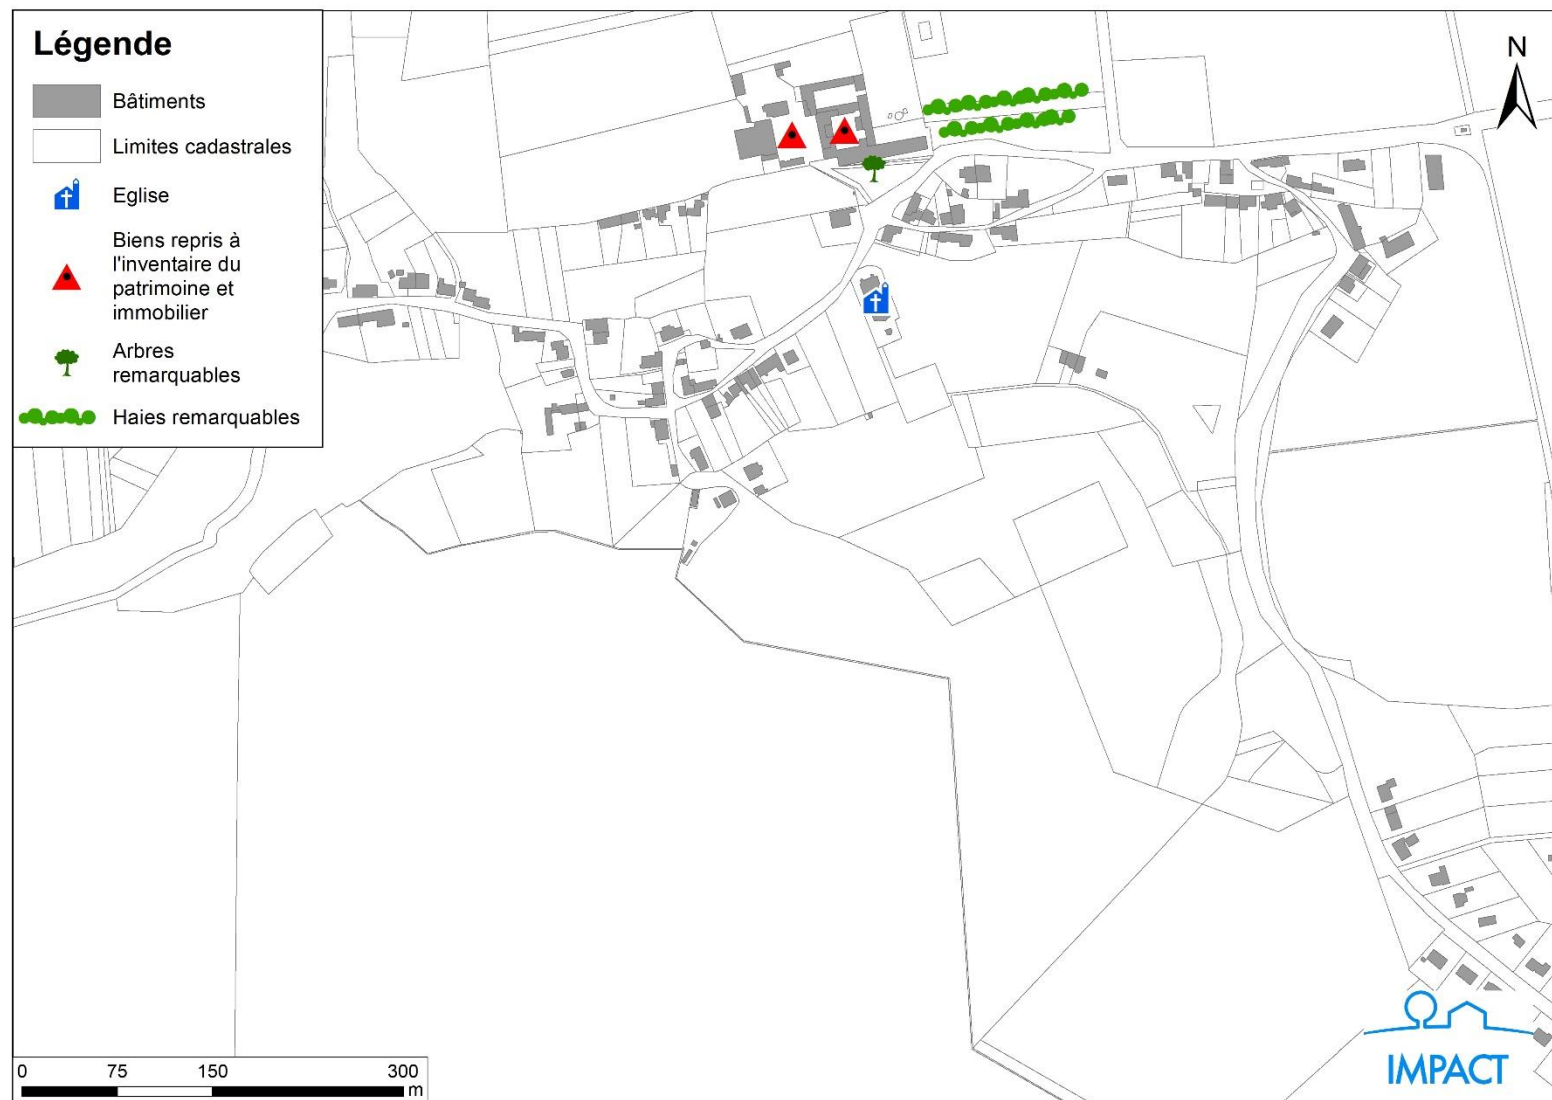 Légende
Bâtiments
Limites cadastrales
Eglise
Biens repris à
l'inventaire du
patrimoine et
immobilier
Arbres
remarquables
Haies remarquables
N
0 75 150 300
m
IMPACT